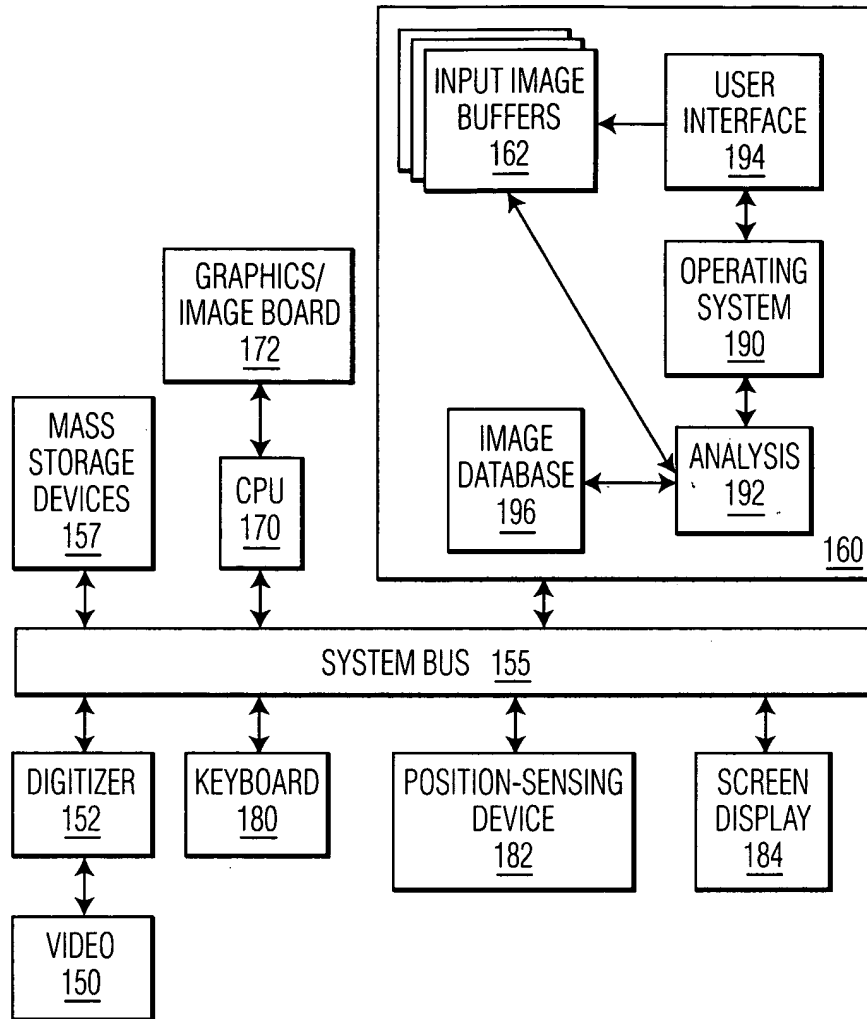 INPUT IMAGE
BUFFERS
162
USER
INTERFACE
194
GRAPHICS/
IMAGE BOARD
172
OPERATING
SYSTEM
190
MASS
STORAGE
DEVICES
157
CPU
170
IMAGE
DATABASE
196
ANALYSIS
192
160
SYSTEM BUS 155
DIGITIZER
152
KEYBOARD
180
POSITION-SENSING
DEVICE
182
SCREEN
DISPLAY
184
VIDEO
150